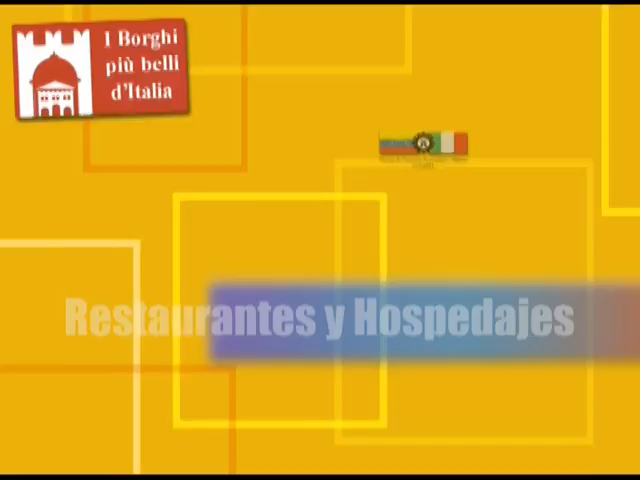 I Borghi
più belli
d'Italia
Restaurantes y Hospedajes